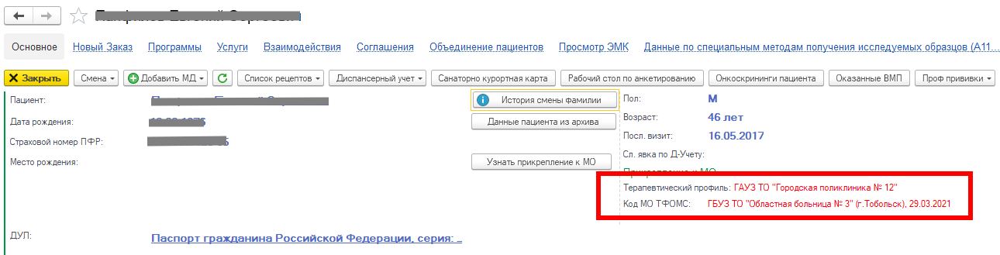 Основное Новый Заказ Программы Услуги Взаимодействия Соглашения Объединение пациентов Просмотр ЭМК Данные по специальным методам получения исследуемых образцов (А11...
Закрыть Смена Добавить МД Список рецептов Диспансерный учет Санаторно курортная карта Рабочий стол по анкетированию Онкоскрининги пациента Оказанные ВМП Проф прививки
Пациент: История смены фамилии Пол: М
Дата рождения: Данные пациента из архива Возраст: 46 лет
Страховой номер ПФР: Посл. визит: 16.05.2017
Сл. явка по Д-Учету:
Место рождения: Узнать прикрепление к МО
Прикрепление к МО
Терапевтический профиль: ГАУЗ ТО "Городская поликлиника № 12"
Код МО ТФОМС: ГБУЗ ТО "Областная больница № 3" (г.Тобольск), 29.03.2021
ДУЛ: Паспорт гражданина Российской Федерации, серия: ..